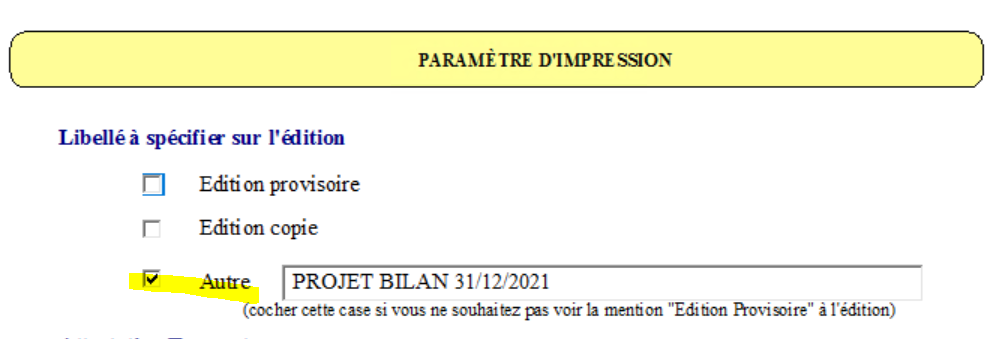 PARAMÈTRE D'IMPRESSION
Libellé à spécifier sur l'édition
Edition provisoire
Edition copie
Autre PROJET BILAN 31/12/2021
(cocher cette case si vous ne souhaitez pas voir la mention "Edition Provisoire" à l'édition)